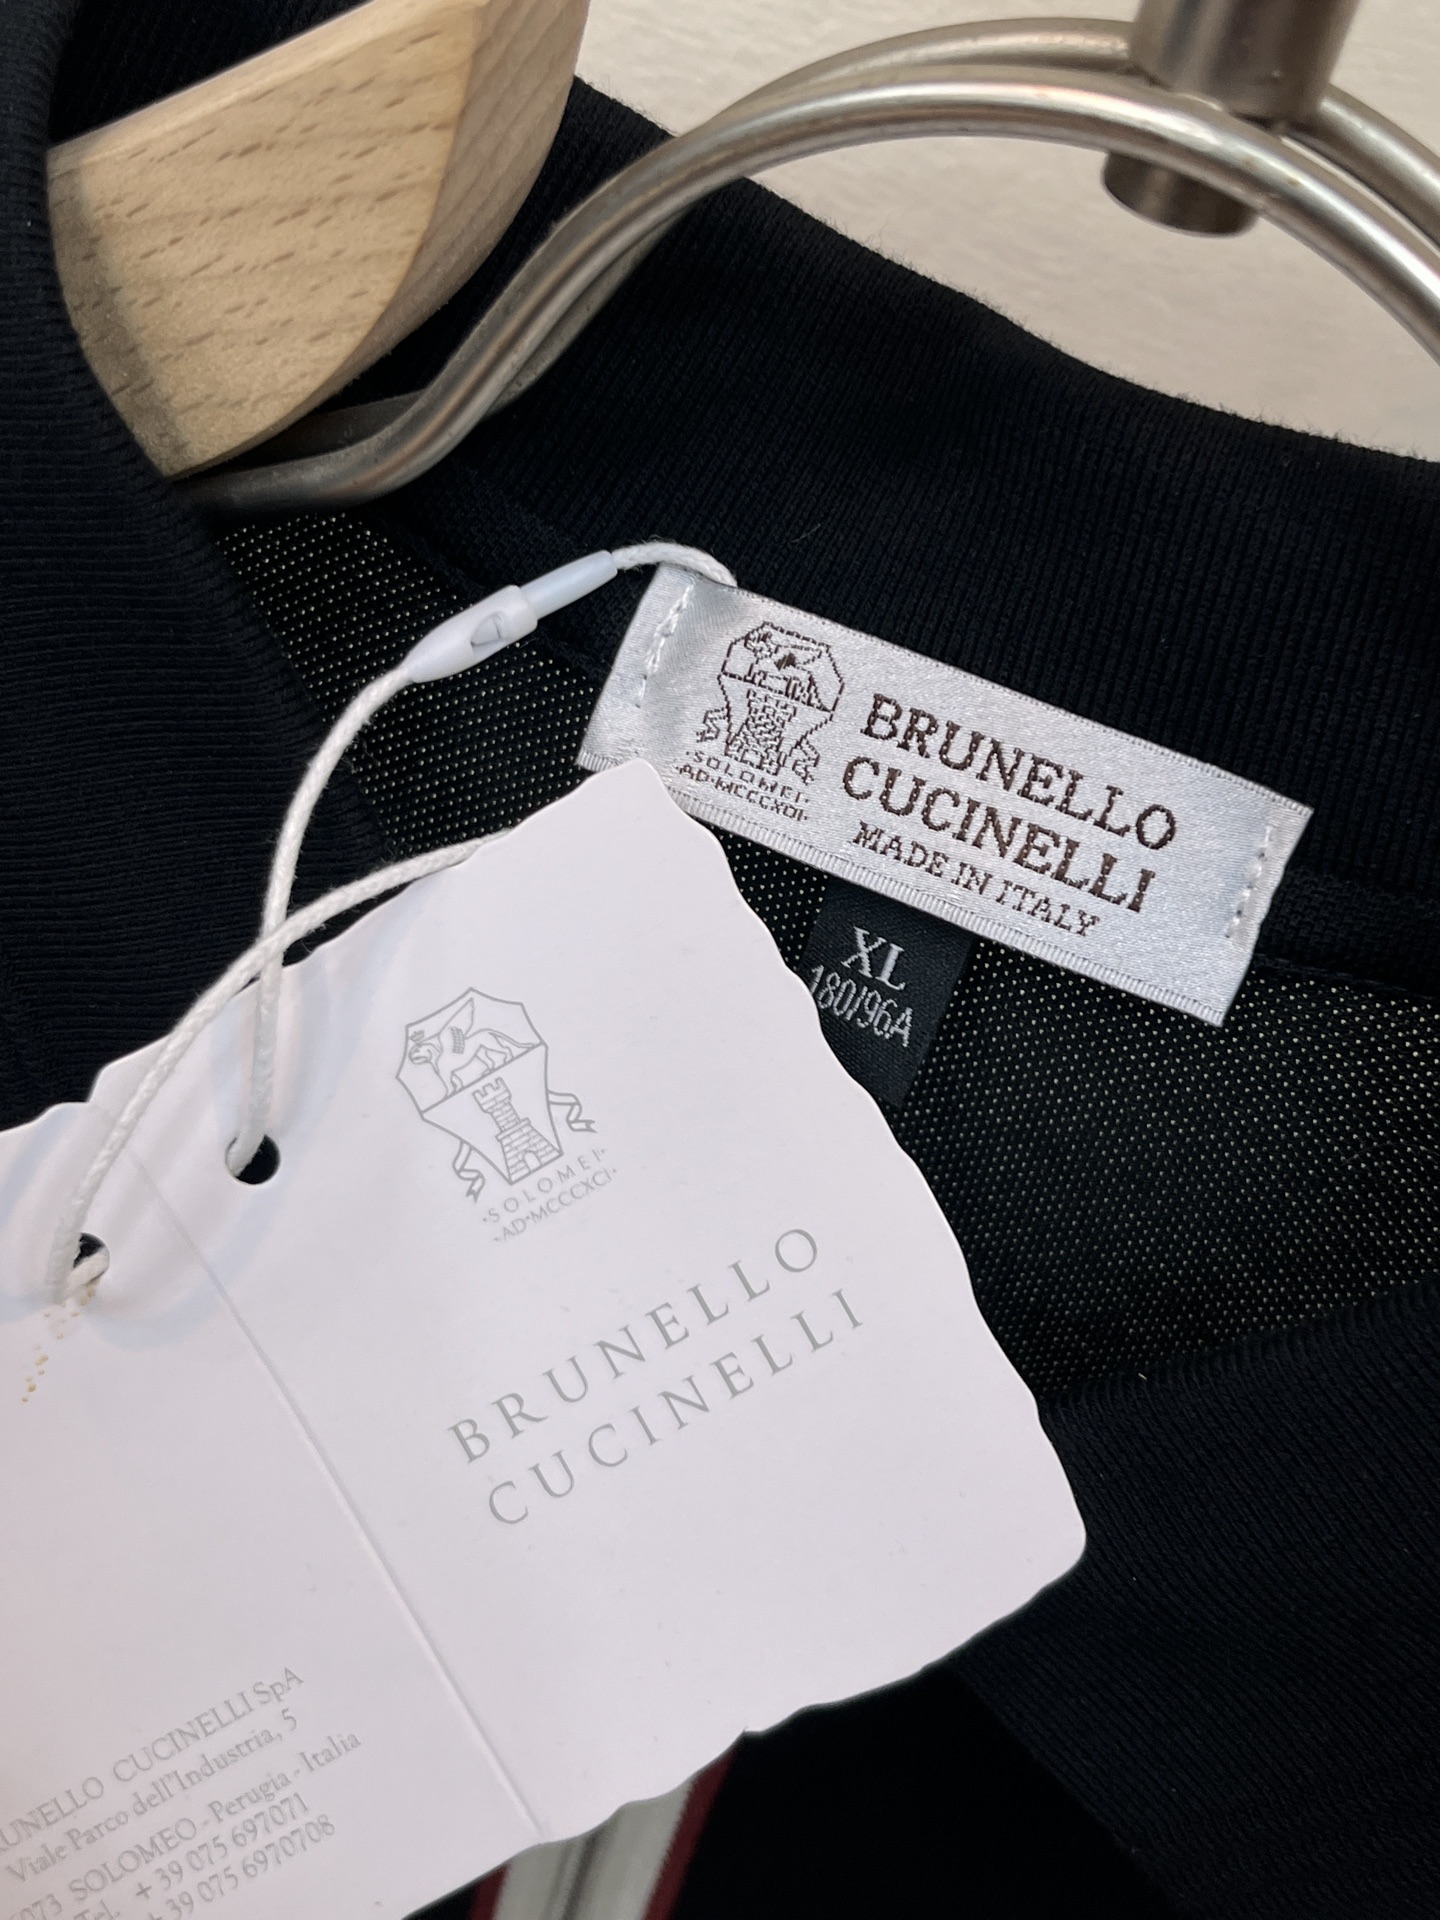 SOLOMEI
AD·MCCCXCI·
BRUNELLO
CUCINELLI
MADE IN ITALY
XL
180/96A
·SOLOMEI·
·AD·MCCCXCI·
BRUNELLO
CUCINELLI
CUCINELLI SpA
Viale Parco dell'Industria, 5
SOLOMEO - Perugia - Italia
Tel. +39 075 697071
+39 075 6970708